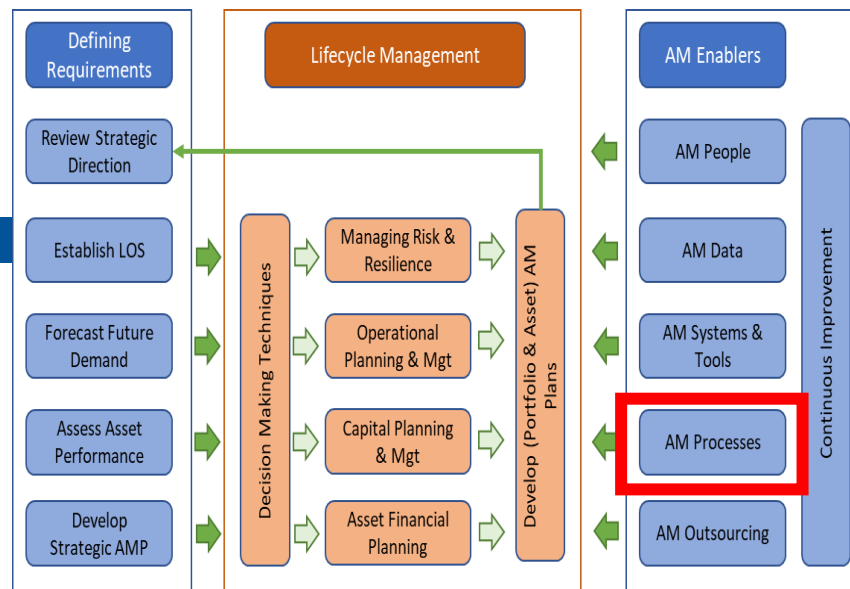 Defining
Requirements
Review Strategic
Direction
Establish LOS
Forecast Future
Demand
Assess Asset
Performance
Develop
Strategic AMP
Lifecycle Management
Decision Making Techniques
Managing Risk &
Resilience
Operational
Planning & Mgt
Capital Planning
& Mgt
Asset Financial
Planning
Develop (Portfolio & Asset) AM
Plans
AM Enablers
AM People
AM Data
AM Systems &
Tools
AM Processes
AM Outsourcing
Continuous Improvement